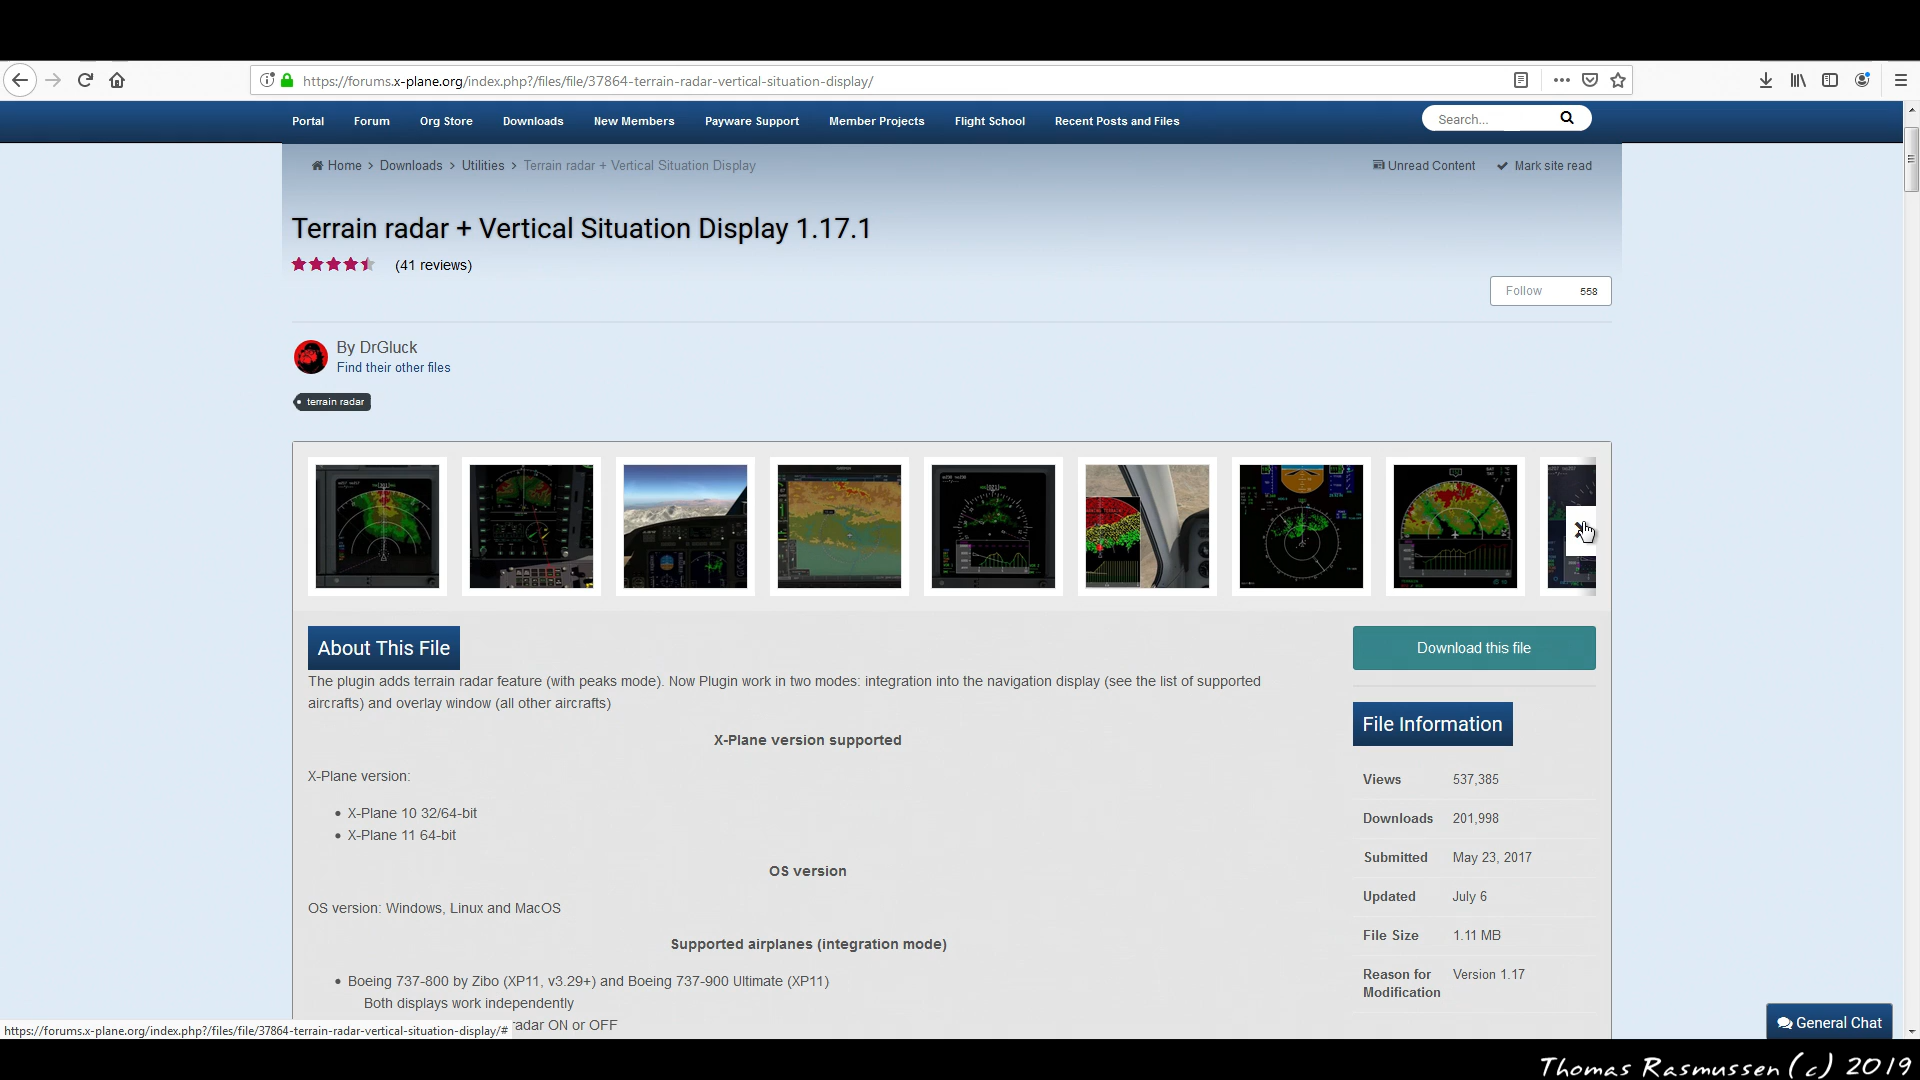 https://forums.x-plane.org/index.php?/files/file/37864-terrain-radar-vertical-situation-display/
Portal Forum Org Store Downloads New Members Payware Support Member Projects Flight School Recent Posts and Files
Search...
Home > Downloads > Utilities > Terrain radar + Vertical Situation Display
Unread Content Mark site read
Terrain radar + Vertical Situation Display 1.17.1
(41 reviews)
Follow 558
By DrGluck
Find their other files
terrain radar
About This File
The plugin adds terrain radar feature (with peaks mode). Now Plugin work in two modes: integration into the navigation display (see the list of supported
aircrafts) and overlay window (all other aircrafts)
X-Plane version supported
X-Plane version:
• X-Plane 10 32/64-bit
• X-Plane 11 64-bit
OS version
OS version: Windows, Linux and MacOS
Supported airplanes (integration mode)
• Boeing 737-800 by Zibo (XP11, v3.29+) and Boeing 737-900 Ultimate (XP11)
Both displays work independently
adar ON or OFF
Download this file
File Information
Views 537,385
Downloads 201,998
Submitted May 23, 2017
Updated July 6
File Size 1.11 MB
Reason for Version 1.17
Modification
https://forums.x-plane.org/index.php?/files/file/37864-terrain-radar-vertical-situation-display/#
General Chat
Thomas Rasmussen (c) 2019